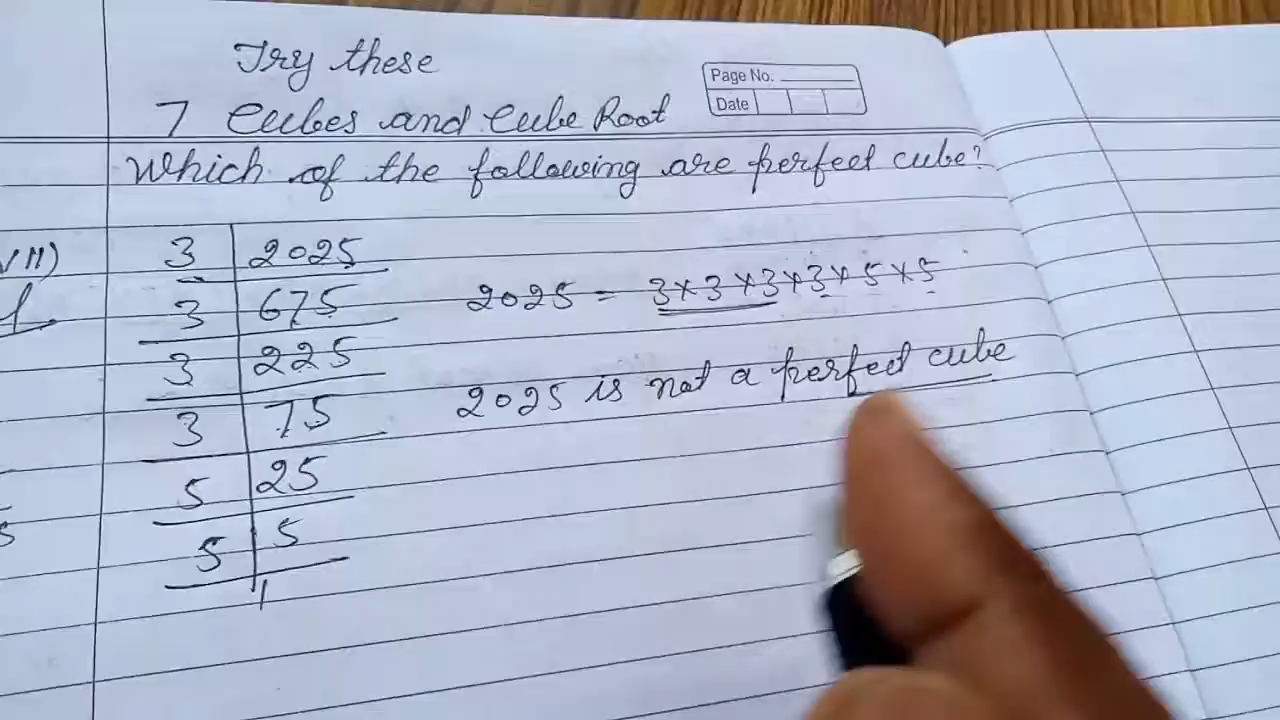 Try these
Page No.
Date
7 Cubes and Cube Root
Which of the following are perfect cube?
VII)
3 2025
3 675
2025 = 3×3×3×3×5×5
3 225
2025 is not a perfect cube
3 75
5 25
5 5
1